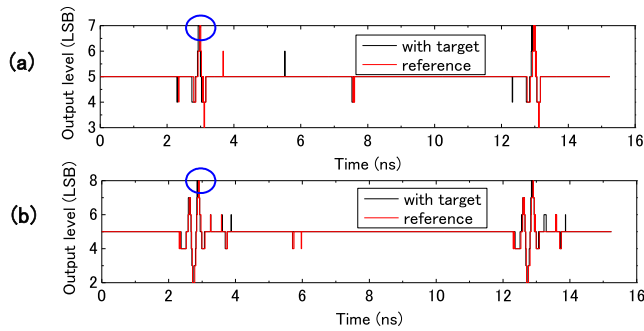 (a)
Output level (LSB)
7
6
5
4
3
with target
reference
0
2
4
6
8
10
12
14
16
Time (ns)
(b)
Output level (LSB)
8
6
4
2
with target
reference
0
2
4
6
8
10
12
14
16
Time (ns)